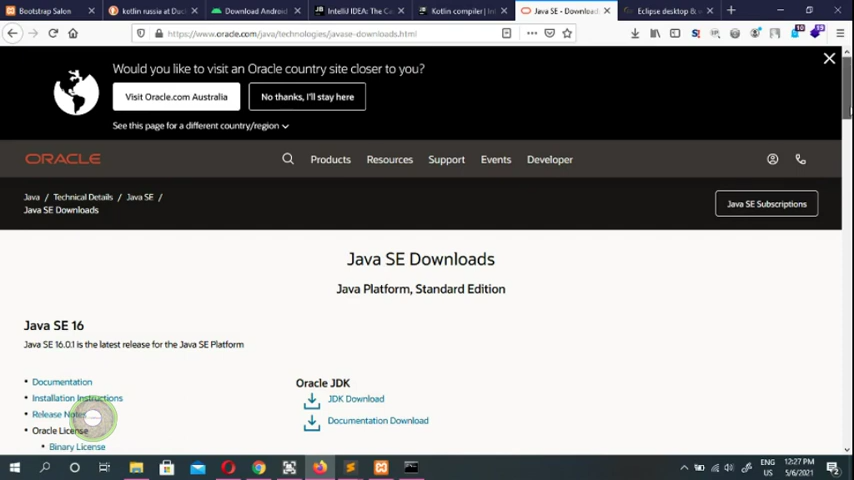 Bootstrap Salon
kotlin russia at Duc
Download Android
IntelliJ IDEA: The Ca
Kotlin compiler | Int
Java SE - Download
Eclipse desktop &
https://www.oracle.com/java/technologies/javase-downloads.html
Would you like to visit an Oracle country site closer to you?
Visit Oracle.com Australia
No thanks, I'll stay here
See this page for a different country/region
ORACLE
Products
Resources
Support
Events
Developer
Java / Technical Details / Java SE /
Java SE Downloads
Java SE Subscriptions
Java SE Downloads
Java Platform, Standard Edition
Java SE 16
Java SE 16.0.1 is the latest release for the Java SE Platform
Documentation
Installation Instructions
Release Notes
Oracle License
Binary License
Oracle JDK
JDK Download
Documentation Download
ENG
US
12:27 PM
5/6/2021